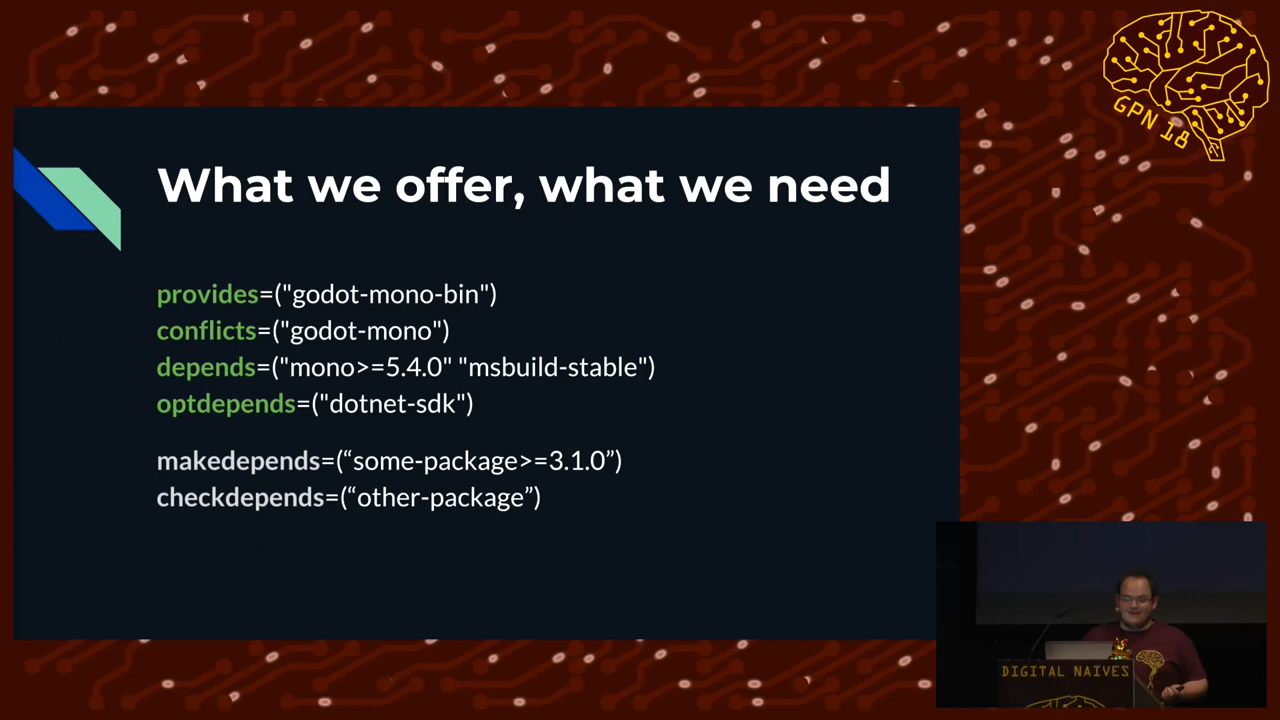 GPN 18
What we offer, what we need
provides=("godot-mono-bin")
conflicts=("godot-mono")
depends=("mono>=5.4.0" "msbuild-stable")
optdepends=("dotnet-sdk")
makedepends=(“some-package>=3.1.0”)
checkdepends=(“other-package”)
DIGITAL NAIVES